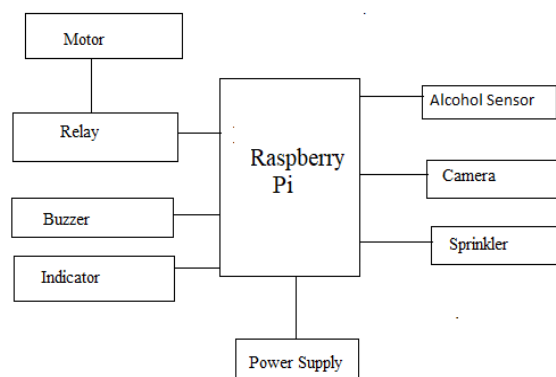 Motor
Relay
Buzzer
Indicator
Raspberry
Pi
Alcohol Sensor
Camera
Sprinkler
Power Supply